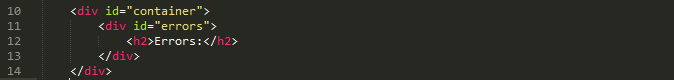 10 <div id="container">
11 <div id="errors">
12 <h2>Errors:</h2>
13 </div>
14 </div>